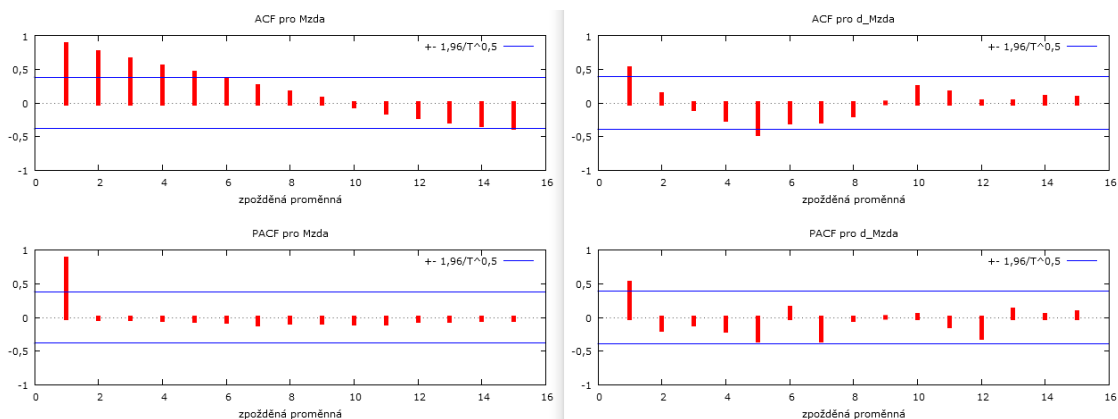 ACF pro Mzda
+- 1,96/T^0,5
1
0,5
0
-0,5
-1
0 2 4 6 8 10 12 14 16
zpožděná proměnná
PACF pro Mzda
+- 1,96/T^0,5
1
0,5
0
-0,5
-1
0 2 4 6 8 10 12 14 16
zpožděná proměnná
ACF pro d_Mzda
+- 1,96/T^0,5
1
0,5
0
-0,5
-1
0 2 4 6 8 10 12 14 16
zpožděná proměnná
PACF pro d_Mzda
+- 1,96/T^0,5
1
0,5
0
-0,5
-1
0 2 4 6 8 10 12 14 16
zpožděná proměnná